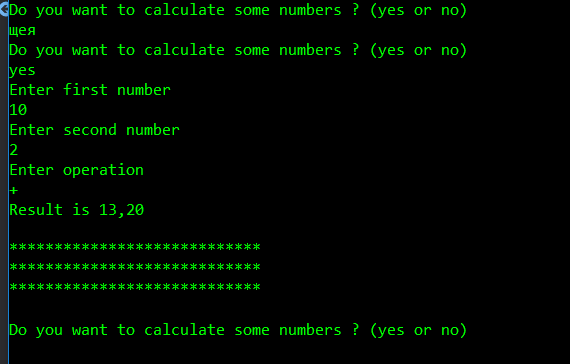 Do you want to calculate some numbers ? (yes or no)
щея
Do you want to calculate some numbers ? (yes or no)
yes
Enter first number
10
Enter second number
2
Enter operation
+
Result is 13,20
****************************
****************************
****************************
Do you want to calculate some numbers ? (yes or no)